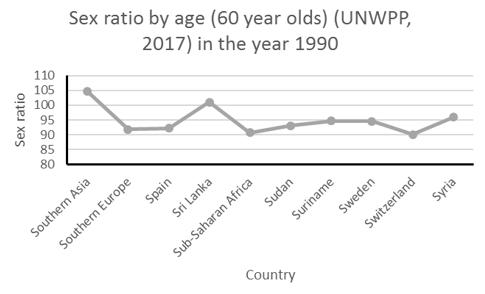 Sex ratio by age (60 year olds) (UNWPP,
2017) in the year 1990
110
105
100
95
90
85
80
Sex ratio
Southern Asia
Southern Europe
Spain
Sri Lanka
Sub-Saharan Africa
Sudan
Suriname
Sweden
Switzerland
Syria
Country